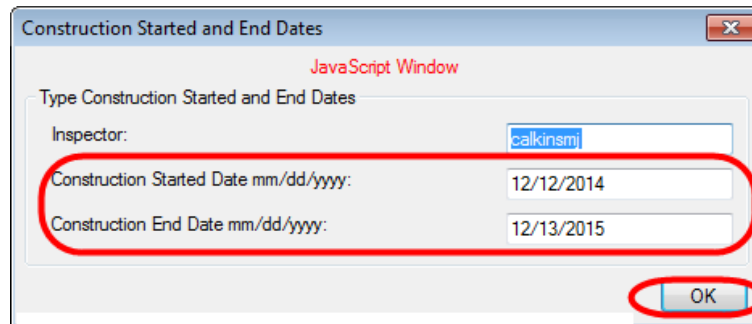 Construction Started and End Dates
JavaScript Window
Type Construction Started and End Dates
Inspector: calkinsmj
Construction Started Date mm/dd/yyyy: 12/12/2014
Construction End Date mm/dd/yyyy: 12/13/2015
OK